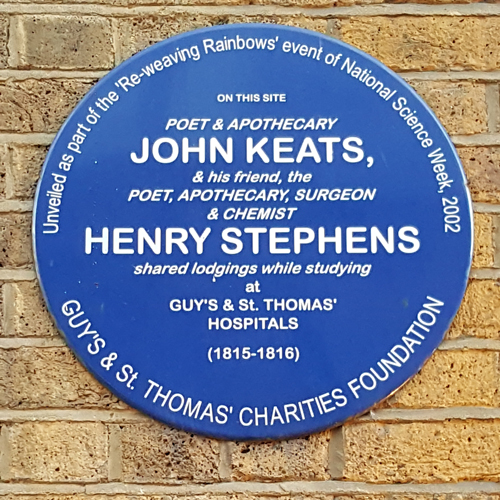 Unveiled as part of the 'Re-weaving Rainbows' event of National Science Week, 2002
ON THIS SITE
POET & APOTHECARY
JOHN KEATS,
& his friend, the
POET, APOTHECARY, SURGEON
& CHEMIST
HENRY STEPHENS
shared lodgings while studying
at
GUY'S & St. THOMAS'
HOSPITALS
(1815-1816)
GUY'S & St. THOMAS' CHARITIES FOUNDATION